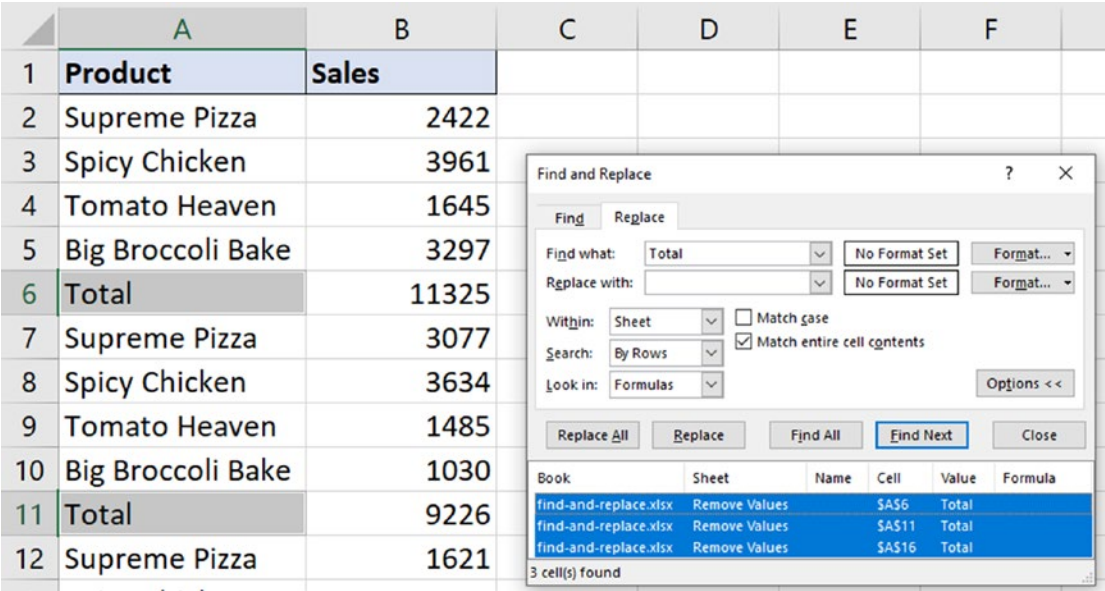 A B C D E F
1 Product Sales
2 Supreme Pizza 2422
3 Spicy Chicken 3961
4 Tomato Heaven 1645
5 Big Broccoli Bake 3297
6 Total 11325
7 Supreme Pizza 3077
8 Spicy Chicken 3634
9 Tomato Heaven 1485
10 Big Broccoli Bake 1030
11 Total 9226
12 Supreme Pizza 1621
Find and Replace ?
Find Replace
Find what: Total No Format Set Format...
Replace with: No Format Set Format...
Within: Sheet Match case
Match entire cell contents
Search: By Rows
Look in: Formulas Options <<
Replace All Replace Find All Find Next Close
Book Sheet Name Cell Value Formula
find-and-replace.xlsx Remove Values $A$6 Total
find-and-replace.xlsx Remove Values $A$11 Total
find-and-replace.xlsx Remove Values $A$16 Total
3 cell(s) found